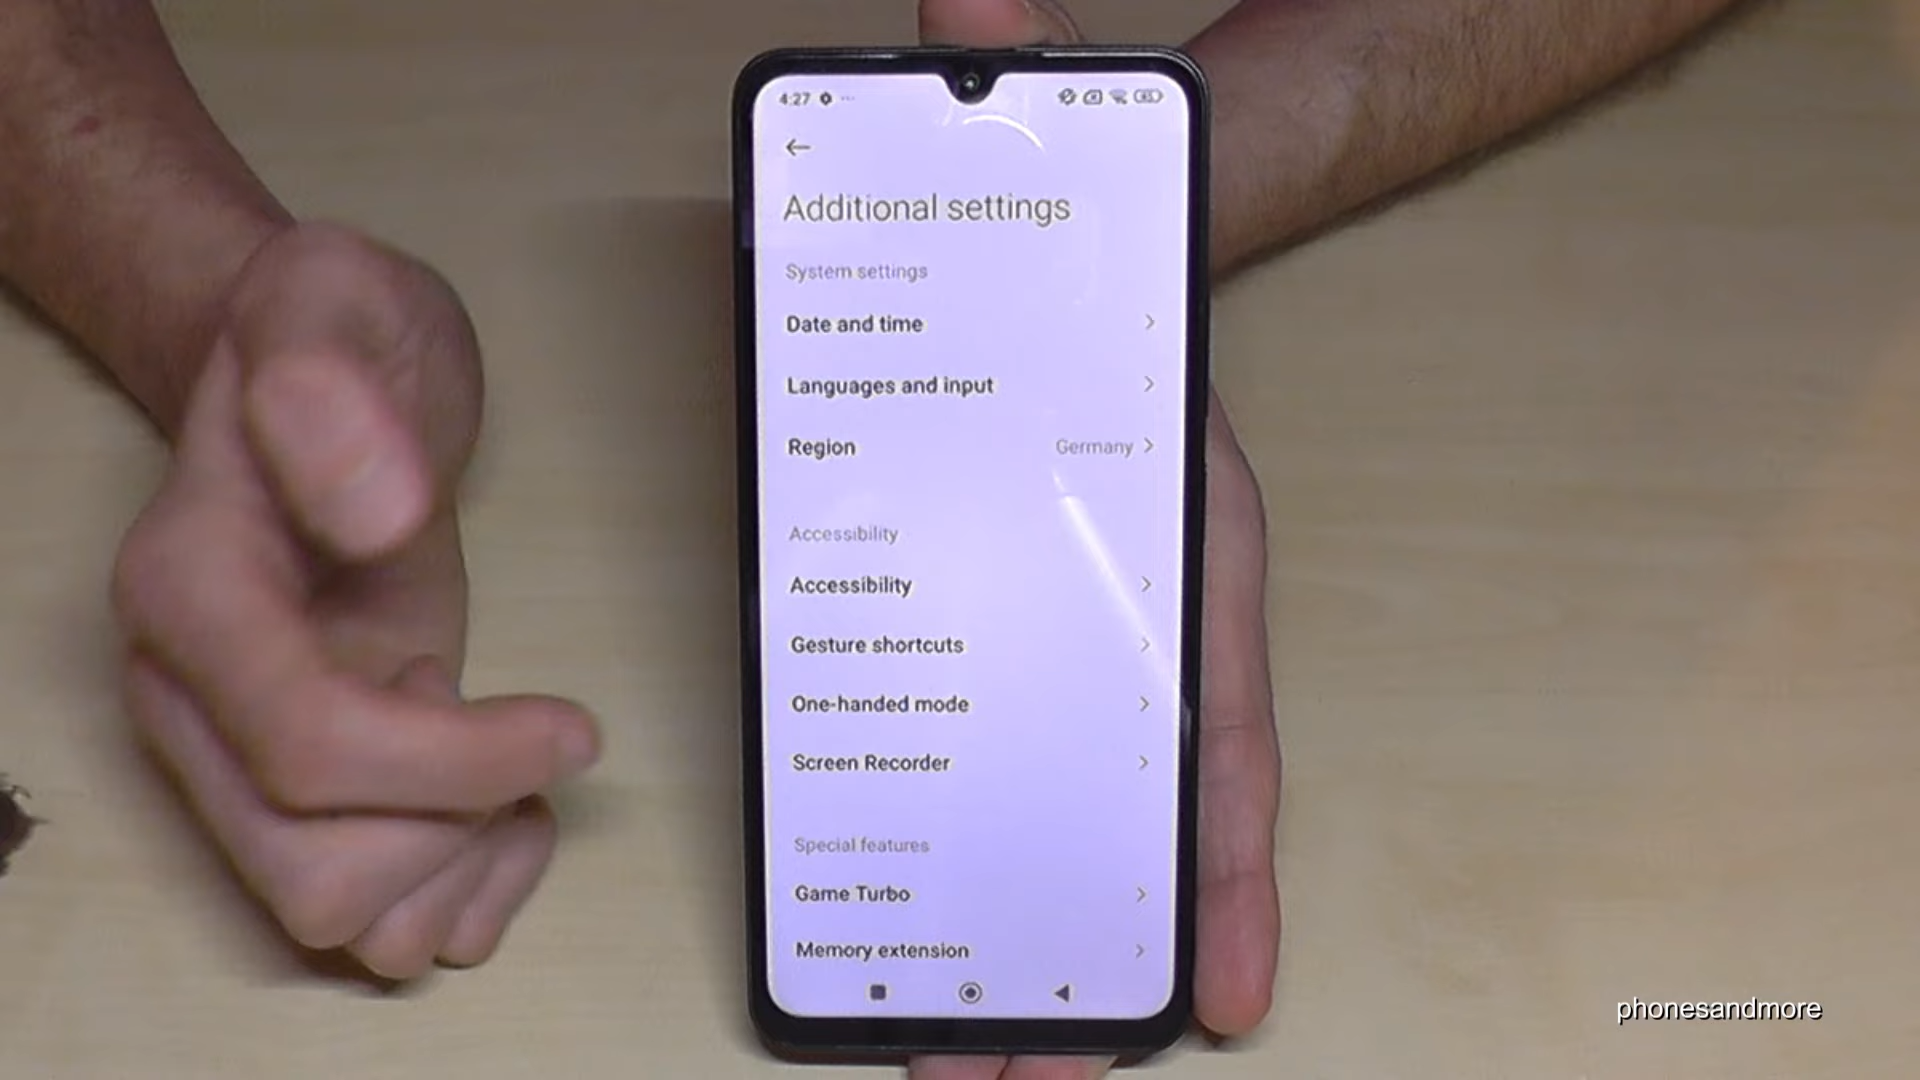 4:27
Additional settings
System settings
Date and time
Languages and input
Region Germany
Accessibility
Accessibility
Gesture shortcuts
One-handed mode
Screen Recorder
Special features
Game Turbo
Memory extension
phonesandmore